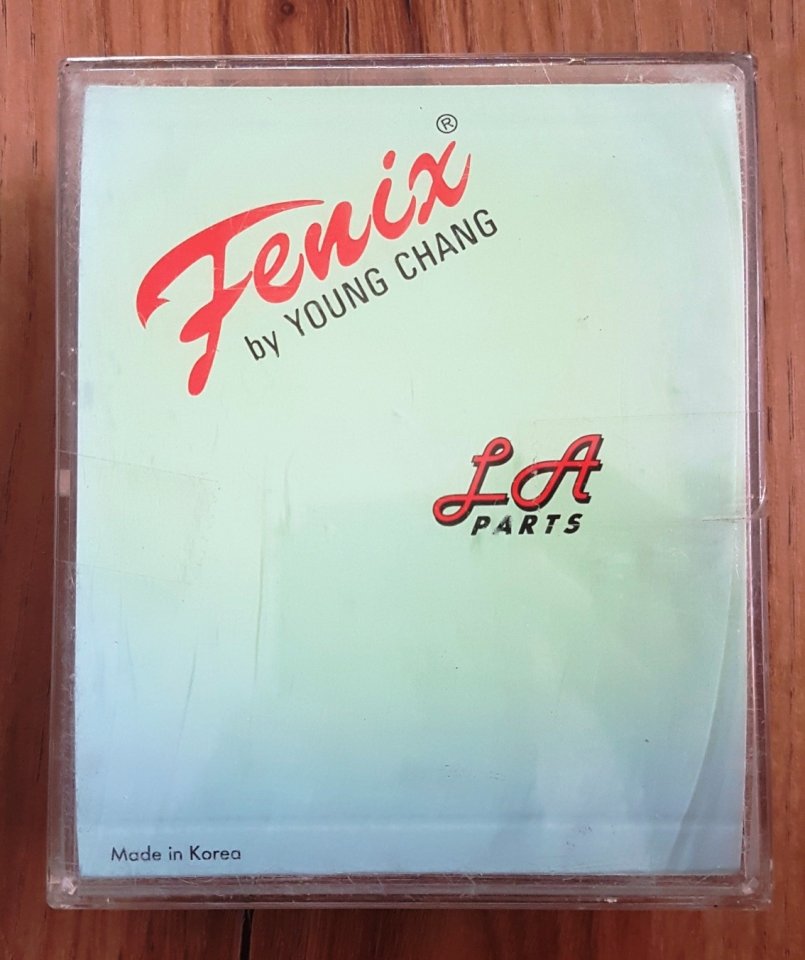 Fenix®
by YOUNG CHANG
LA
PARTS
Made in Korea